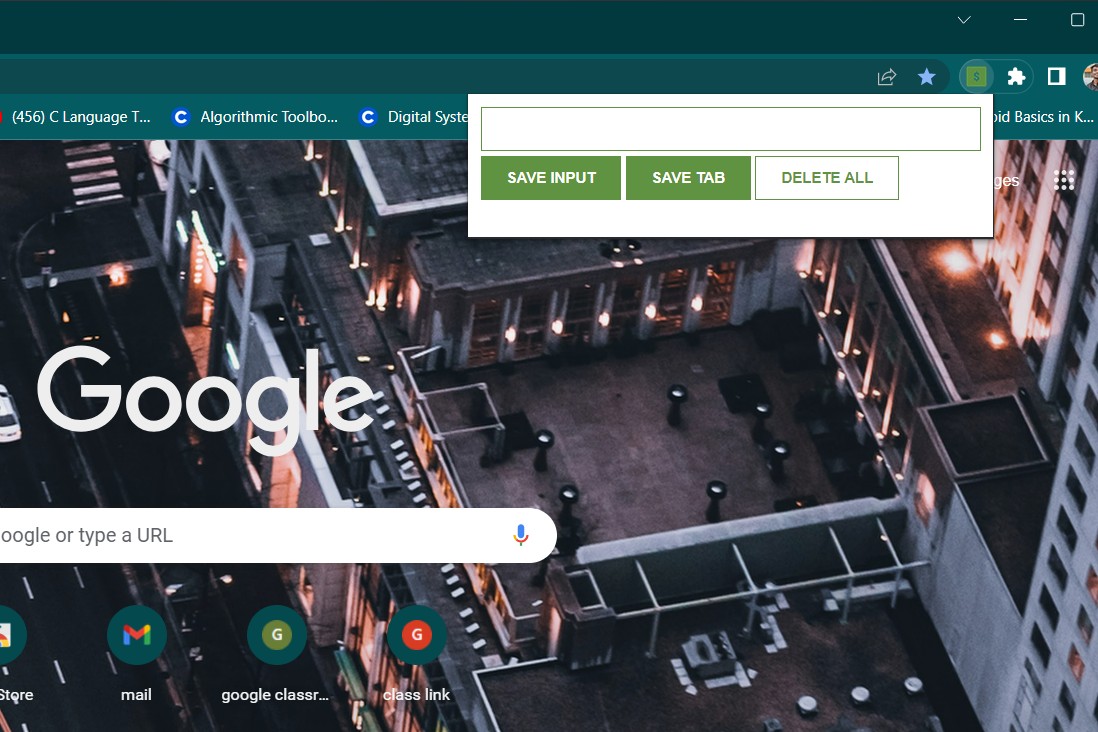 (456) C Language T...
C Algorithmic Toolbo...
C Digital Syste
oid Basics in K...
$
SAVE INPUT
SAVE TAB
DELETE ALL
ges
Google
oogle or type a URL
G
G
Store
mail
google classr...
class link